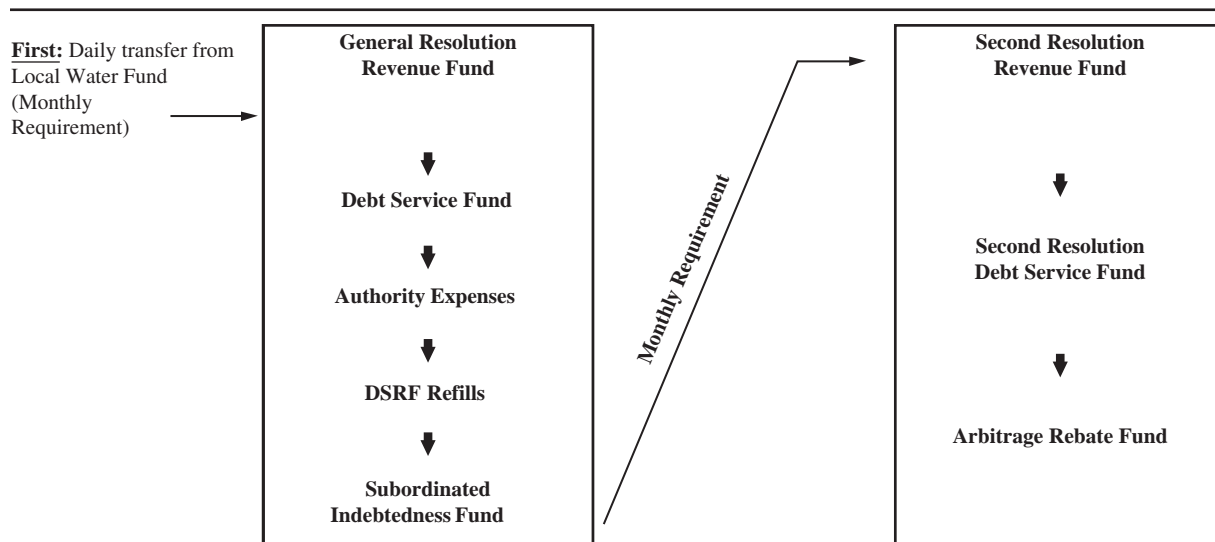 First: Daily transfer from
Local Water Fund
(Monthly
Requirement)
General Resolution
Revenue Fund
Debt Service Fund
Authority Expenses
DSRF Refills
Subordinated
Indebtedness Fund
Monthly Requirement
Second Resolution
Revenue Fund
Second Resolution
Debt Service Fund
Arbitrage Rebate Fund